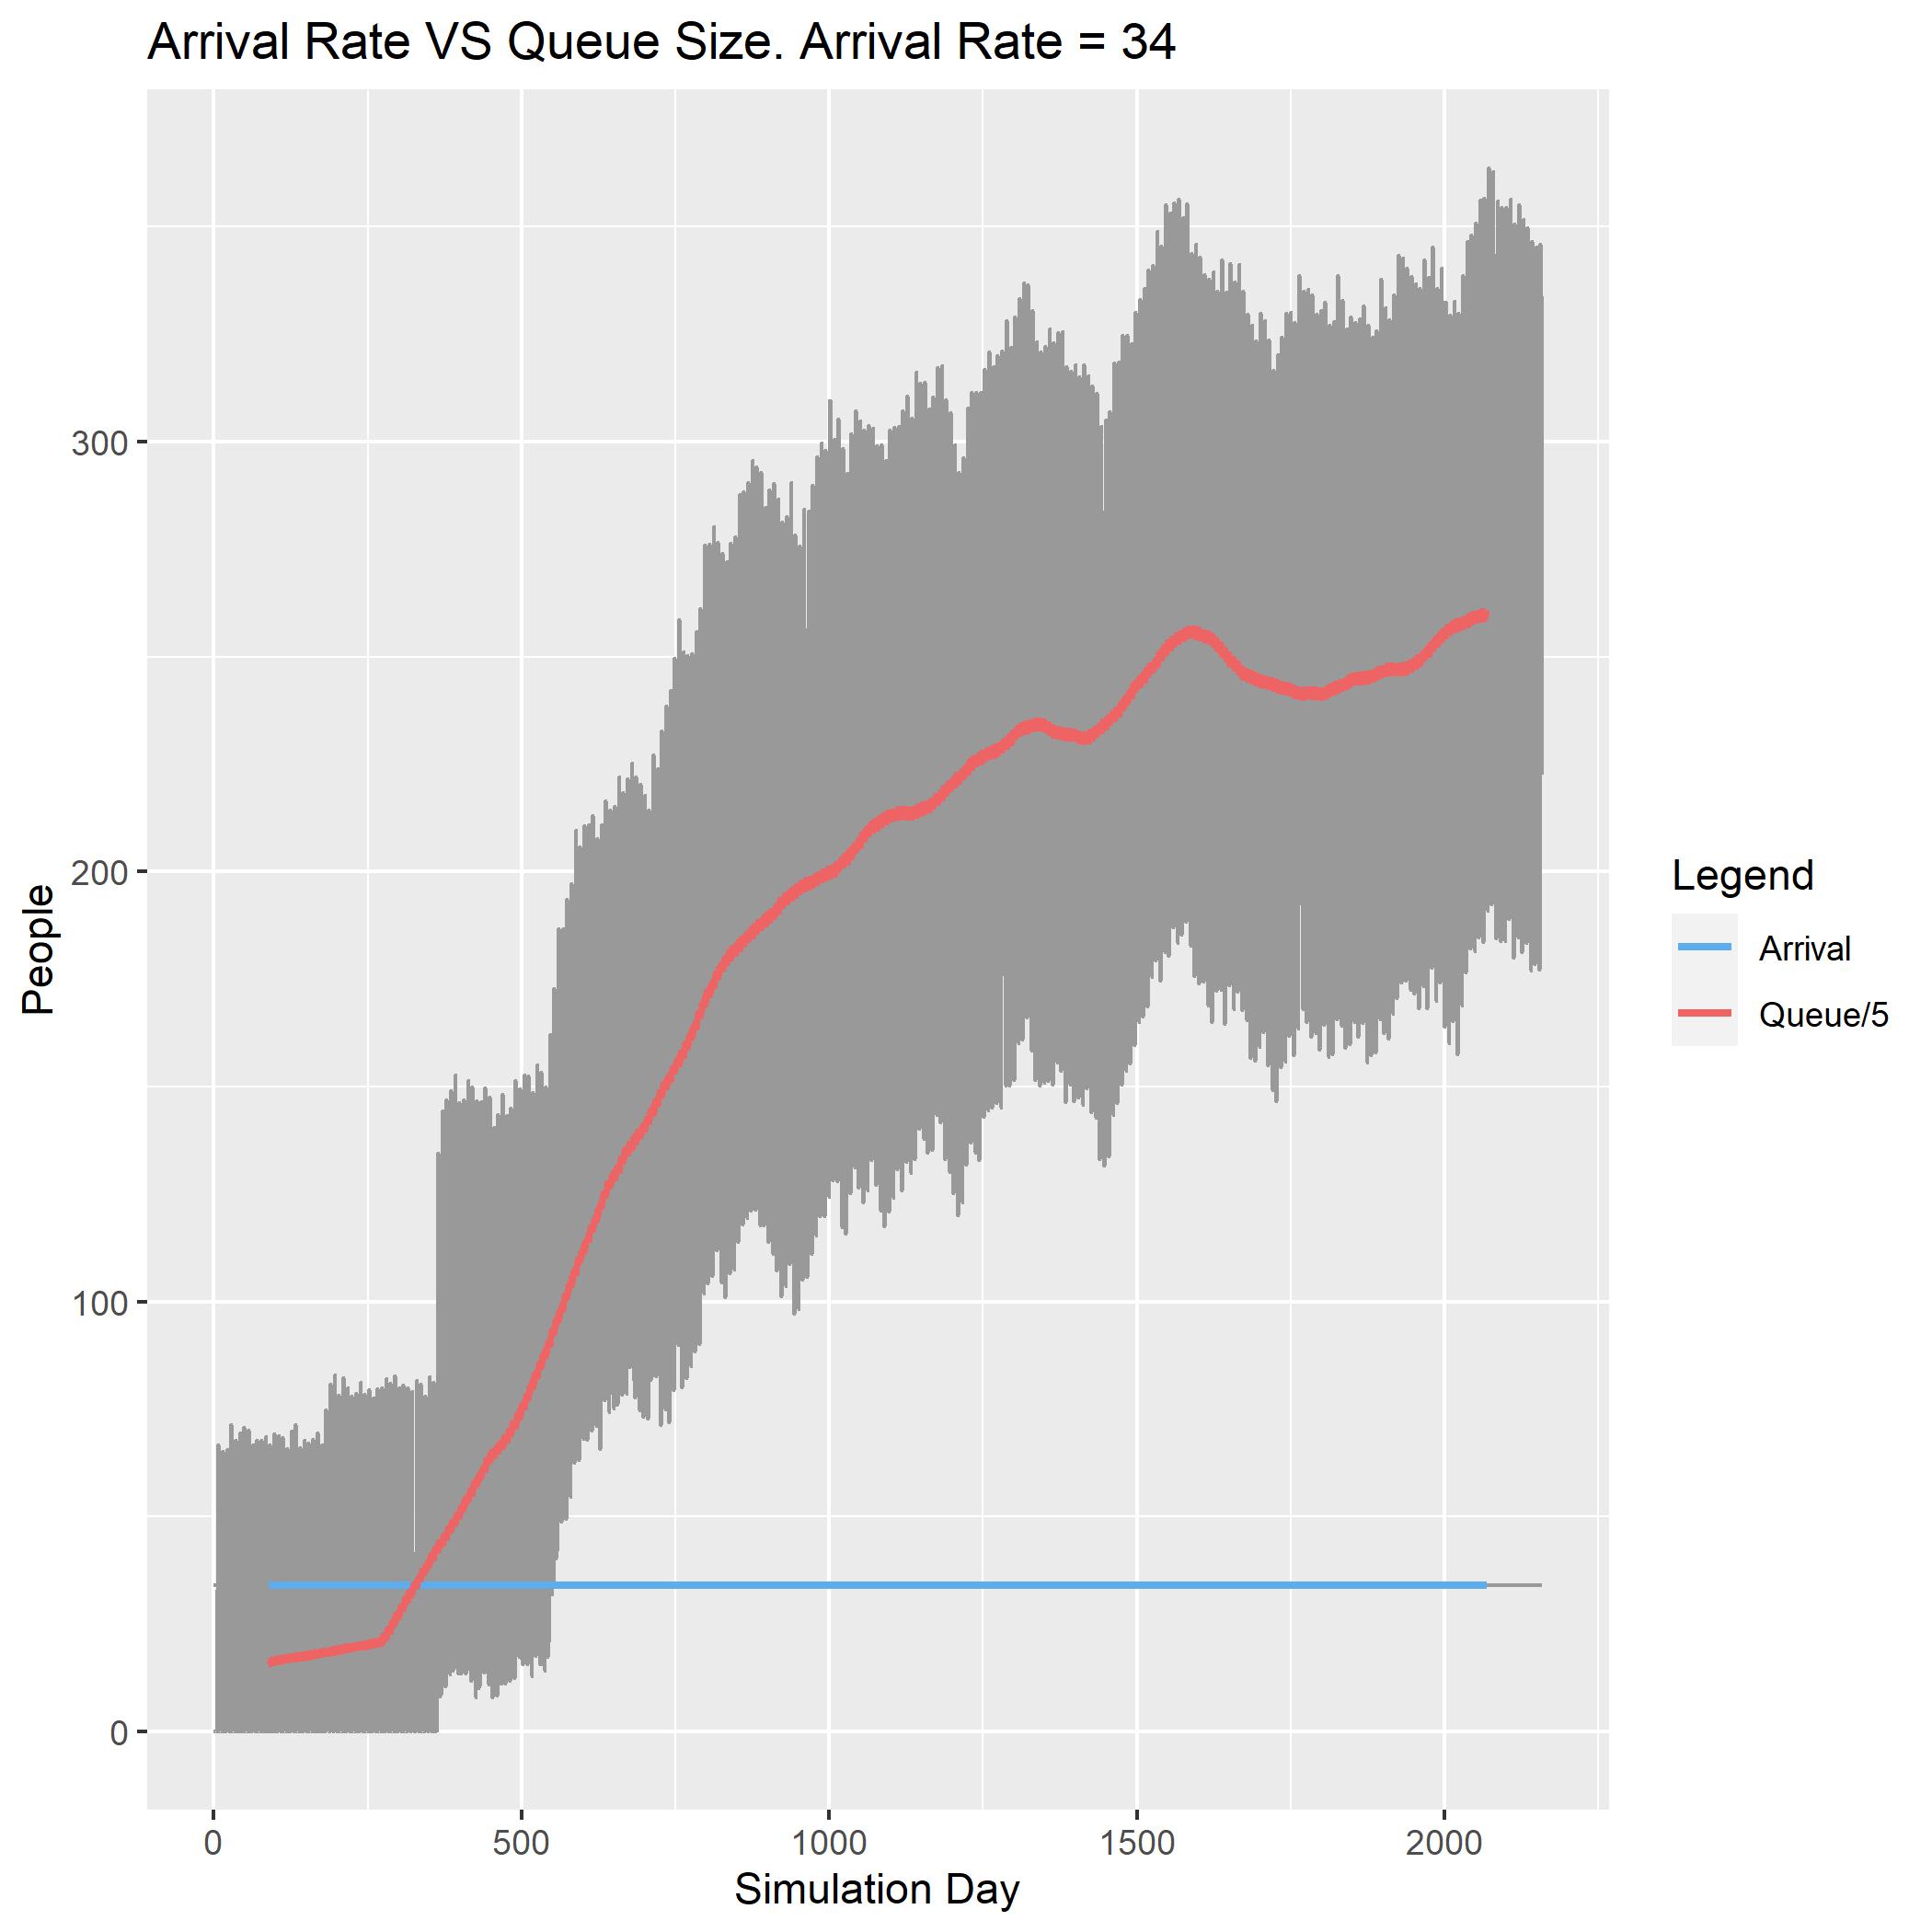 Arrival Rate VS Queue Size. Arrival Rate = 34
People
300
200
100
0
0 500 1000 1500 2000
Simulation Day
Legend
Arrival
Queue/5